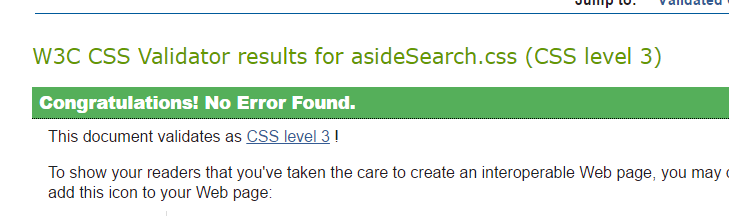 Jump to: Validated
W3C CSS Validator results for asideSearch.css (CSS level 3)
Congratulations! No Error Found.
This document validates as CSS level 3 !
To show your readers that you've taken the care to create an interoperable Web page, you may
add this icon to your Web page: